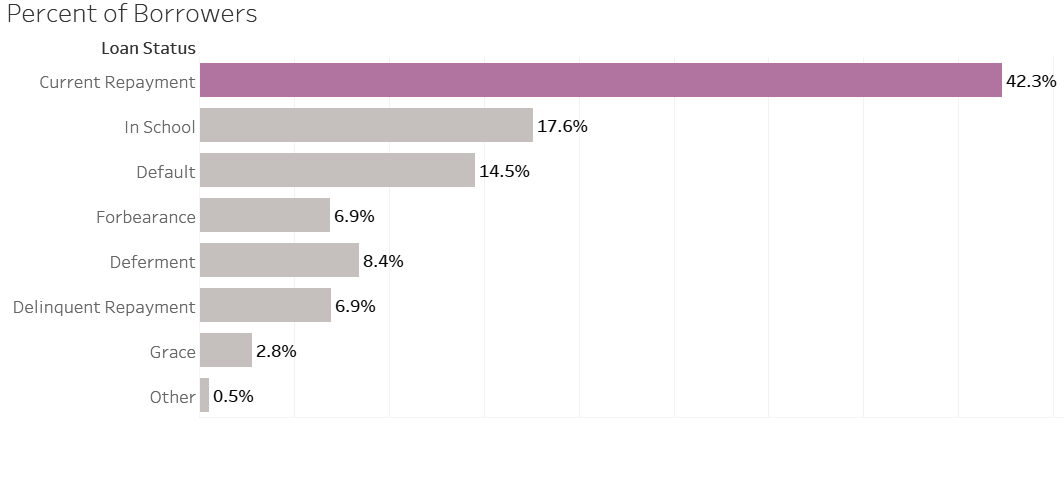 Percent of Borrowers
Loan Status
Current Repayment 42.3%
In School 17.6%
Default 14.5%
Forbearance 6.9%
Deferment 8.4%
Delinquent Repayment 6.9%
Grace 2.8%
Other 0.5%